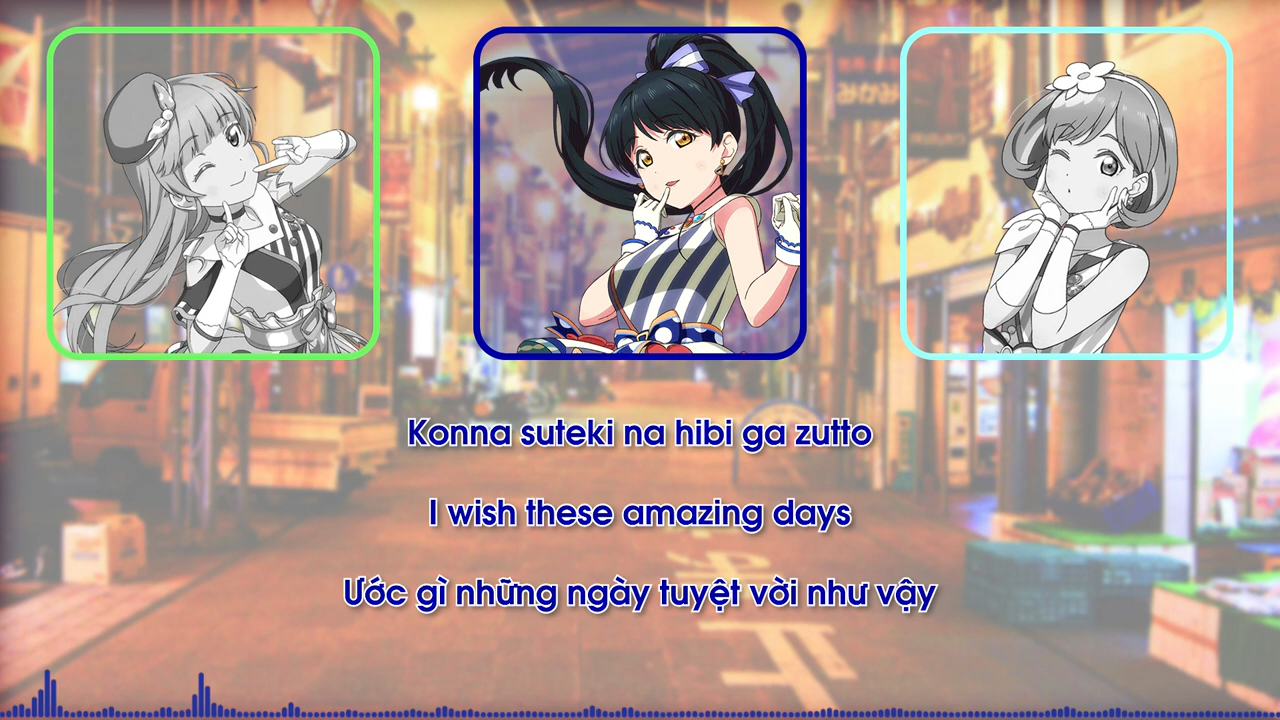 Konna suteki na hibi ga zutto
I wish these amazing days
Ước gì những ngày tuyệt vời như vậy